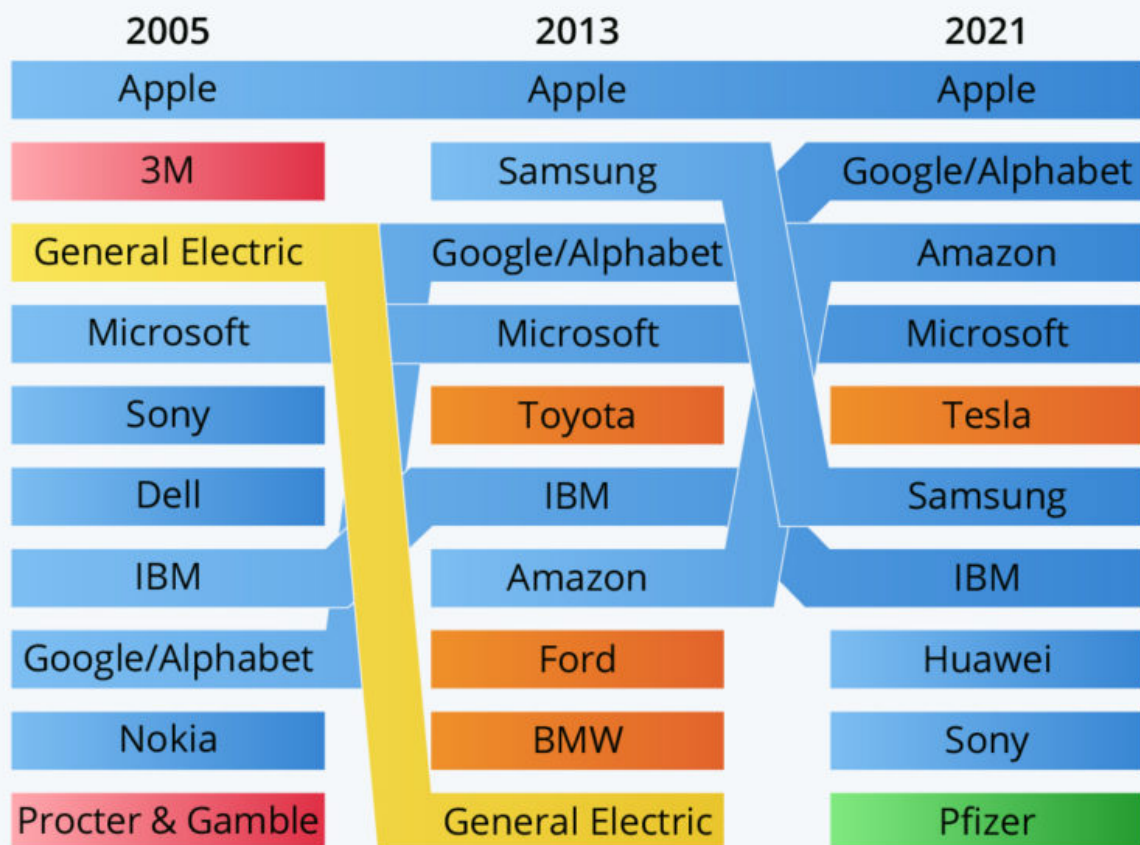 2005 2013 2021
Apple Apple Apple
3M Samsung Google/Alphabet
General Electric Google/Alphabet Amazon
Microsoft Microsoft Microsoft
Sony Toyota Tesla
Dell IBM Samsung
IBM Amazon IBM
Google/Alphabet Ford Huawei
Nokia BMW Sony
Procter & Gamble General Electric Pfizer